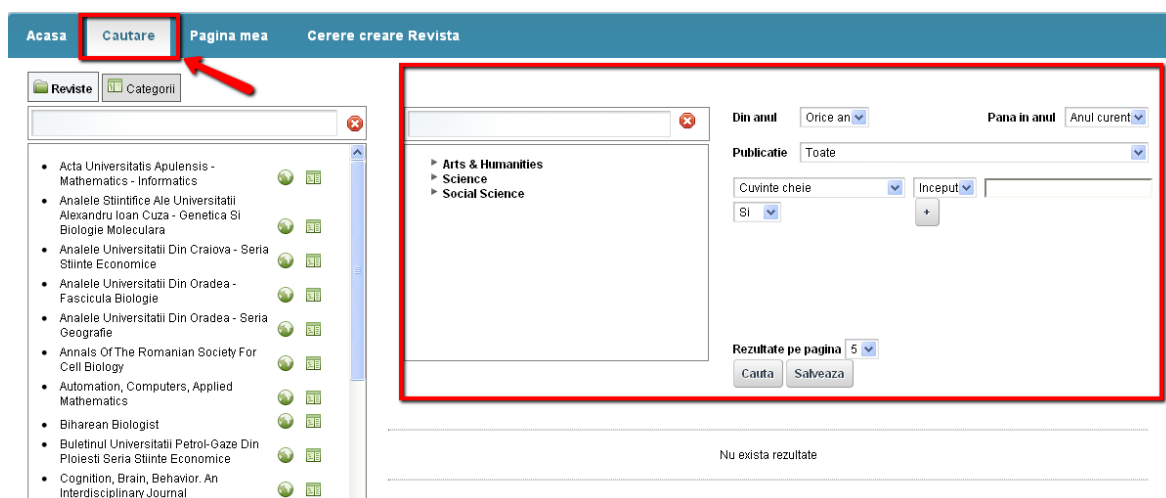 Acasa Cautare Pagina mea Cerere creare Revista
Reviste Categorii
Acta Universitatis Apulensis -
Mathematics - Informatics
Analele Stiintifice Ale Universitatii
Alexandru Ioan Cuza - Genetica Si
Biologie Moleculara
Analele Universitatii Din Craiova - Seria
Stiinte Economice
Analele Universitatii Din Oradea -
Fascicula Biologie
Analele Universitatii Din Oradea - Seria
Geografie
Annals Of The Romanian Society For
Cell Biology
Automation, Computers, Applied
Mathematics
Biharean Biologist
Buletinul Universitatii Petrol-Gaze Din
Ploiesti Seria Stiinte Economice
Cognition, Brain, Behavior. An
Interdisciplinary Journal
Arts & Humanities
Science
Social Science
Din anul Orice an Pana in anul Anul curent
Publicatie Toate
Cuvinte cheie Inceput
Si +
Rezultate pe pagina 5
Cauta Salveaza
Nu exista rezultate